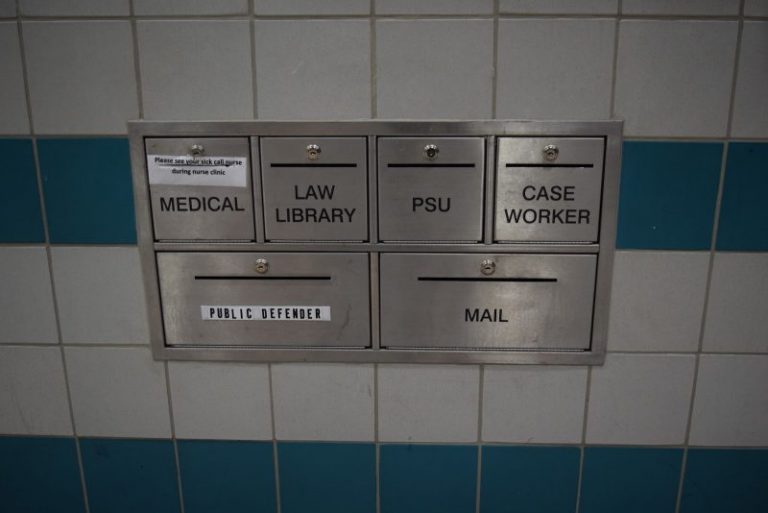 Please see your sick call nurse
during nurse clinic
MEDICAL
LAW
LIBRARY
PSU
CASE
WORKER
PUBLIC DEFENDER
MAIL